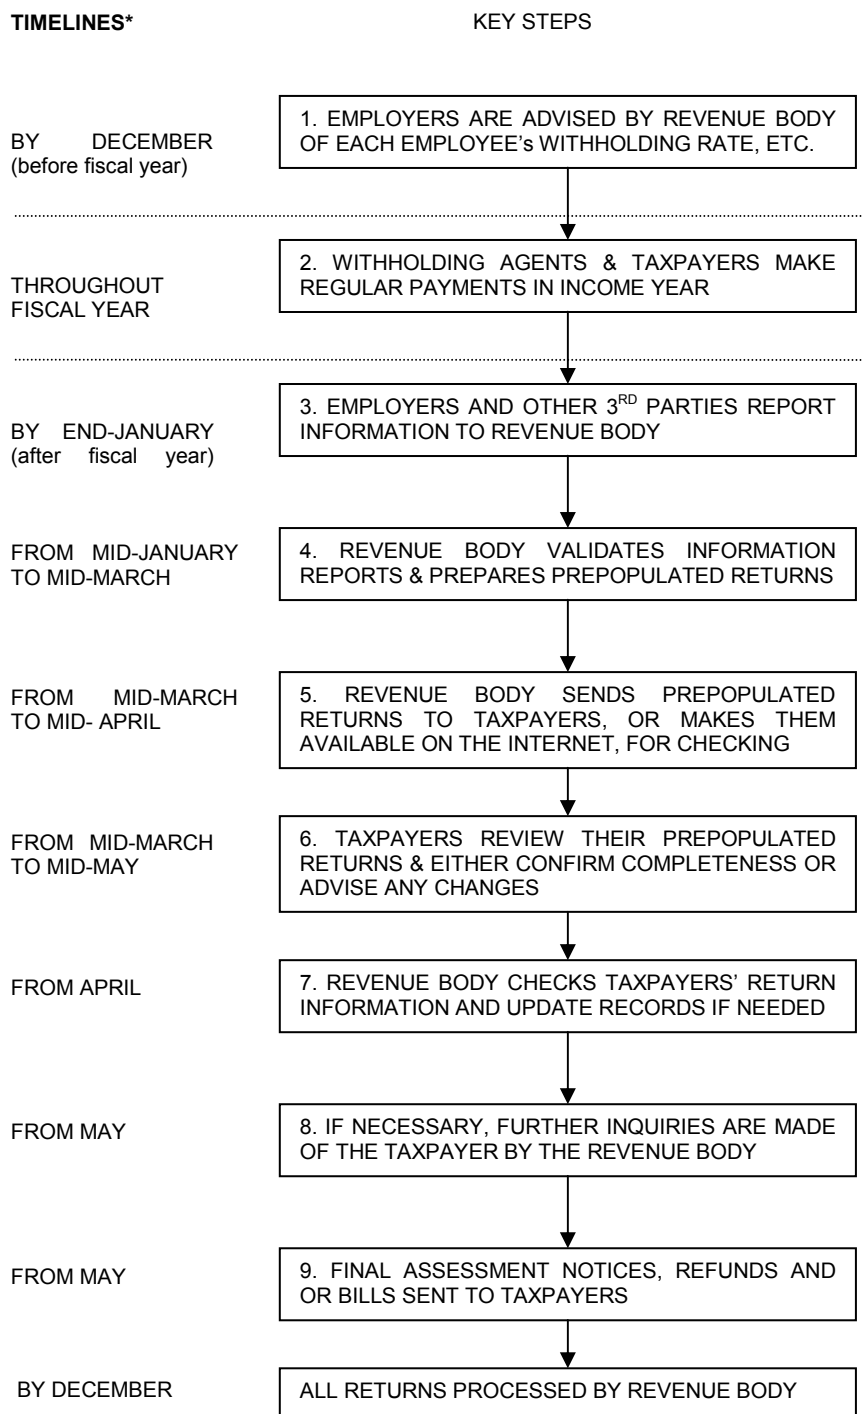 TIMELINES*
KEY STEPS
BY DECEMBER
(before fiscal year)
1. EMPLOYERS ARE ADVISED BY REVENUE BODY
OF EACH EMPLOYEE's WITHHOLDING RATE, ETC.
THROUGHOUT
FISCAL YEAR
2. WITHHOLDING AGENTS & TAXPAYERS MAKE
REGULAR PAYMENTS IN INCOME YEAR
BY END-JANUARY
(after fiscal year)
3. EMPLOYERS AND OTHER 3RD PARTIES REPORT
INFORMATION TO REVENUE BODY
FROM MID-JANUARY
TO MID-MARCH
4. REVENUE BODY VALIDATES INFORMATION
REPORTS & PREPARES PREPOPULATED RETURNS
FROM MID-MARCH
TO MID- APRIL
5. REVENUE BODY SENDS PREPOPULATED
RETURNS TO TAXPAYERS, OR MAKES THEM
AVAILABLE ON THE INTERNET, FOR CHECKING
FROM MID-MARCH
TO MID-MAY
6. TAXPAYERS REVIEW THEIR PREPOPULATED
RETURNS & EITHER CONFIRM COMPLETENESS OR
ADVISE ANY CHANGES
FROM APRIL
7. REVENUE BODY CHECKS TAXPAYERS' RETURN
INFORMATION AND UPDATE RECORDS IF NEEDED
FROM MAY
8. IF NECESSARY, FURTHER INQUIRIES ARE MADE
OF THE TAXPAYER BY THE REVENUE BODY
FROM MAY
9. FINAL ASSESSMENT NOTICES, REFUNDS AND
OR BILLS SENT TO TAXPAYERS
BY DECEMBER
ALL RETURNS PROCESSED BY REVENUE BODY